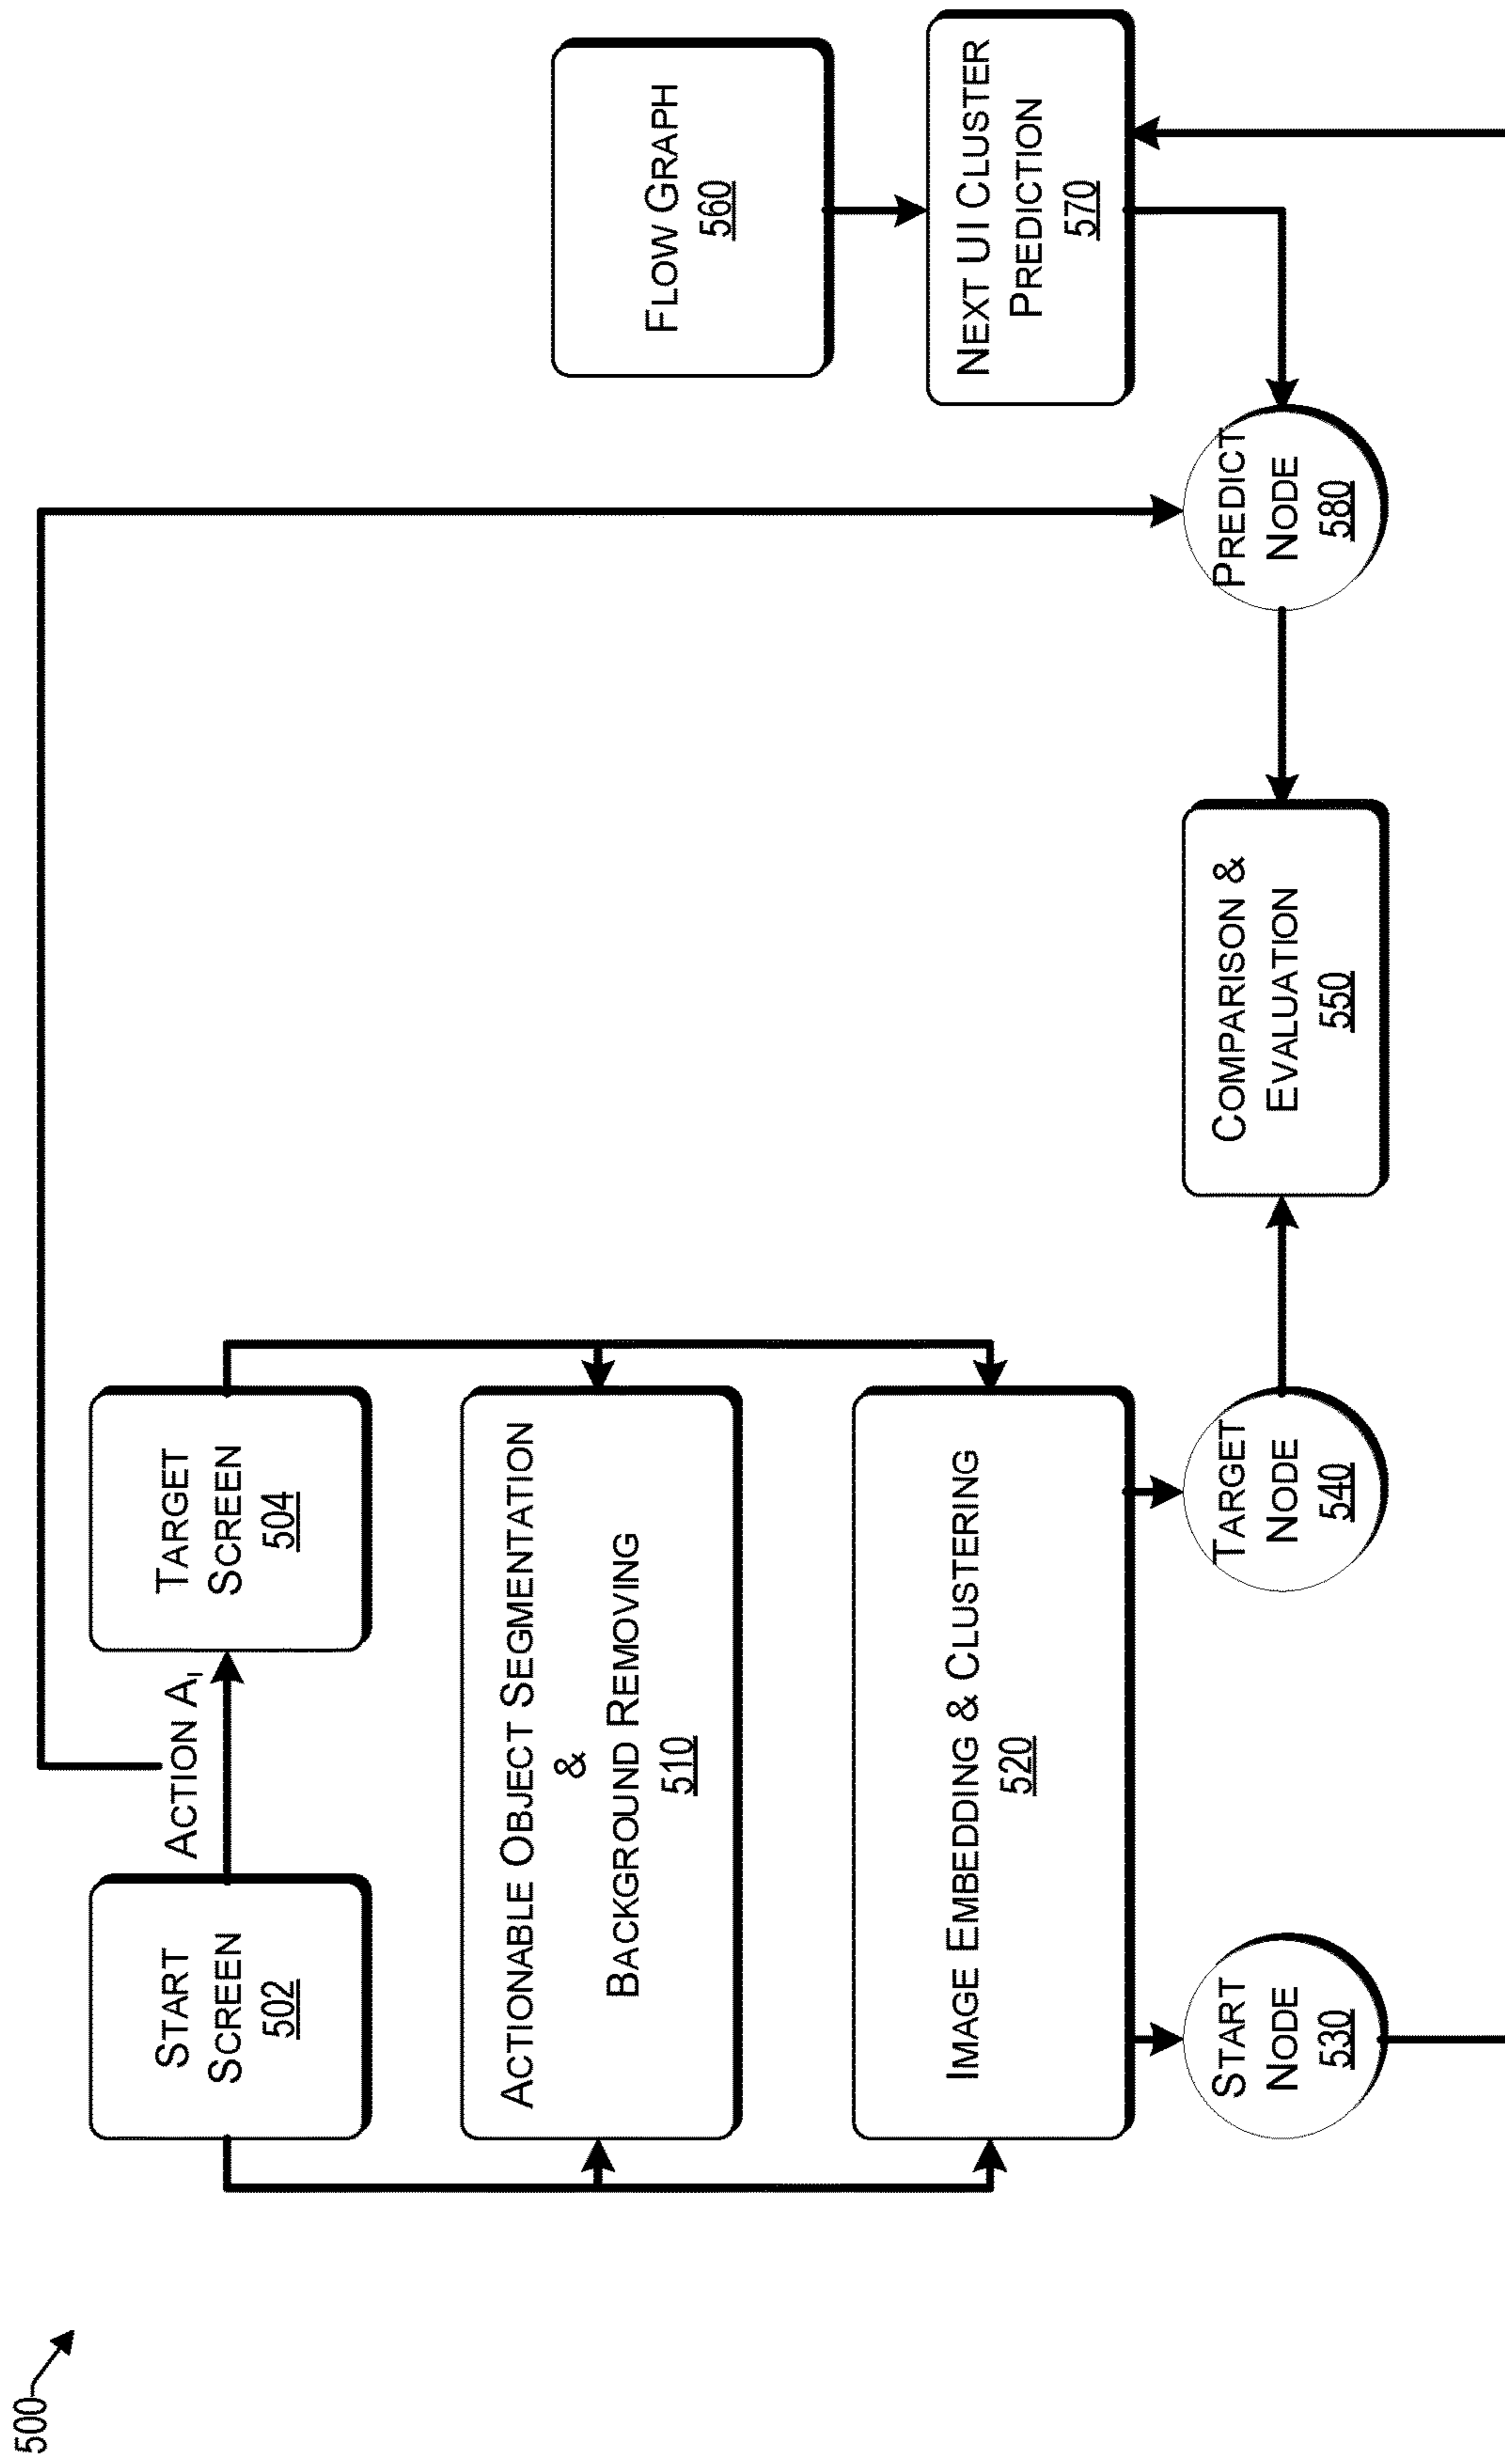 500
START
SCREEN
502
ACTION A_I
TARGET
SCREEN
504
ACTIONABLE OBJECT SEGMENTATION
&
BACKGROUND REMOVING
510
IMAGE EMBEDDING & CLUSTERING
520
START
NODE
530
TARGET
NODE
540
COMPARISON &
EVALUATION
550
FLOW GRAPH
560
NEXT UI CLUSTER
PREDICTION
570
PREDICT
NODE
580